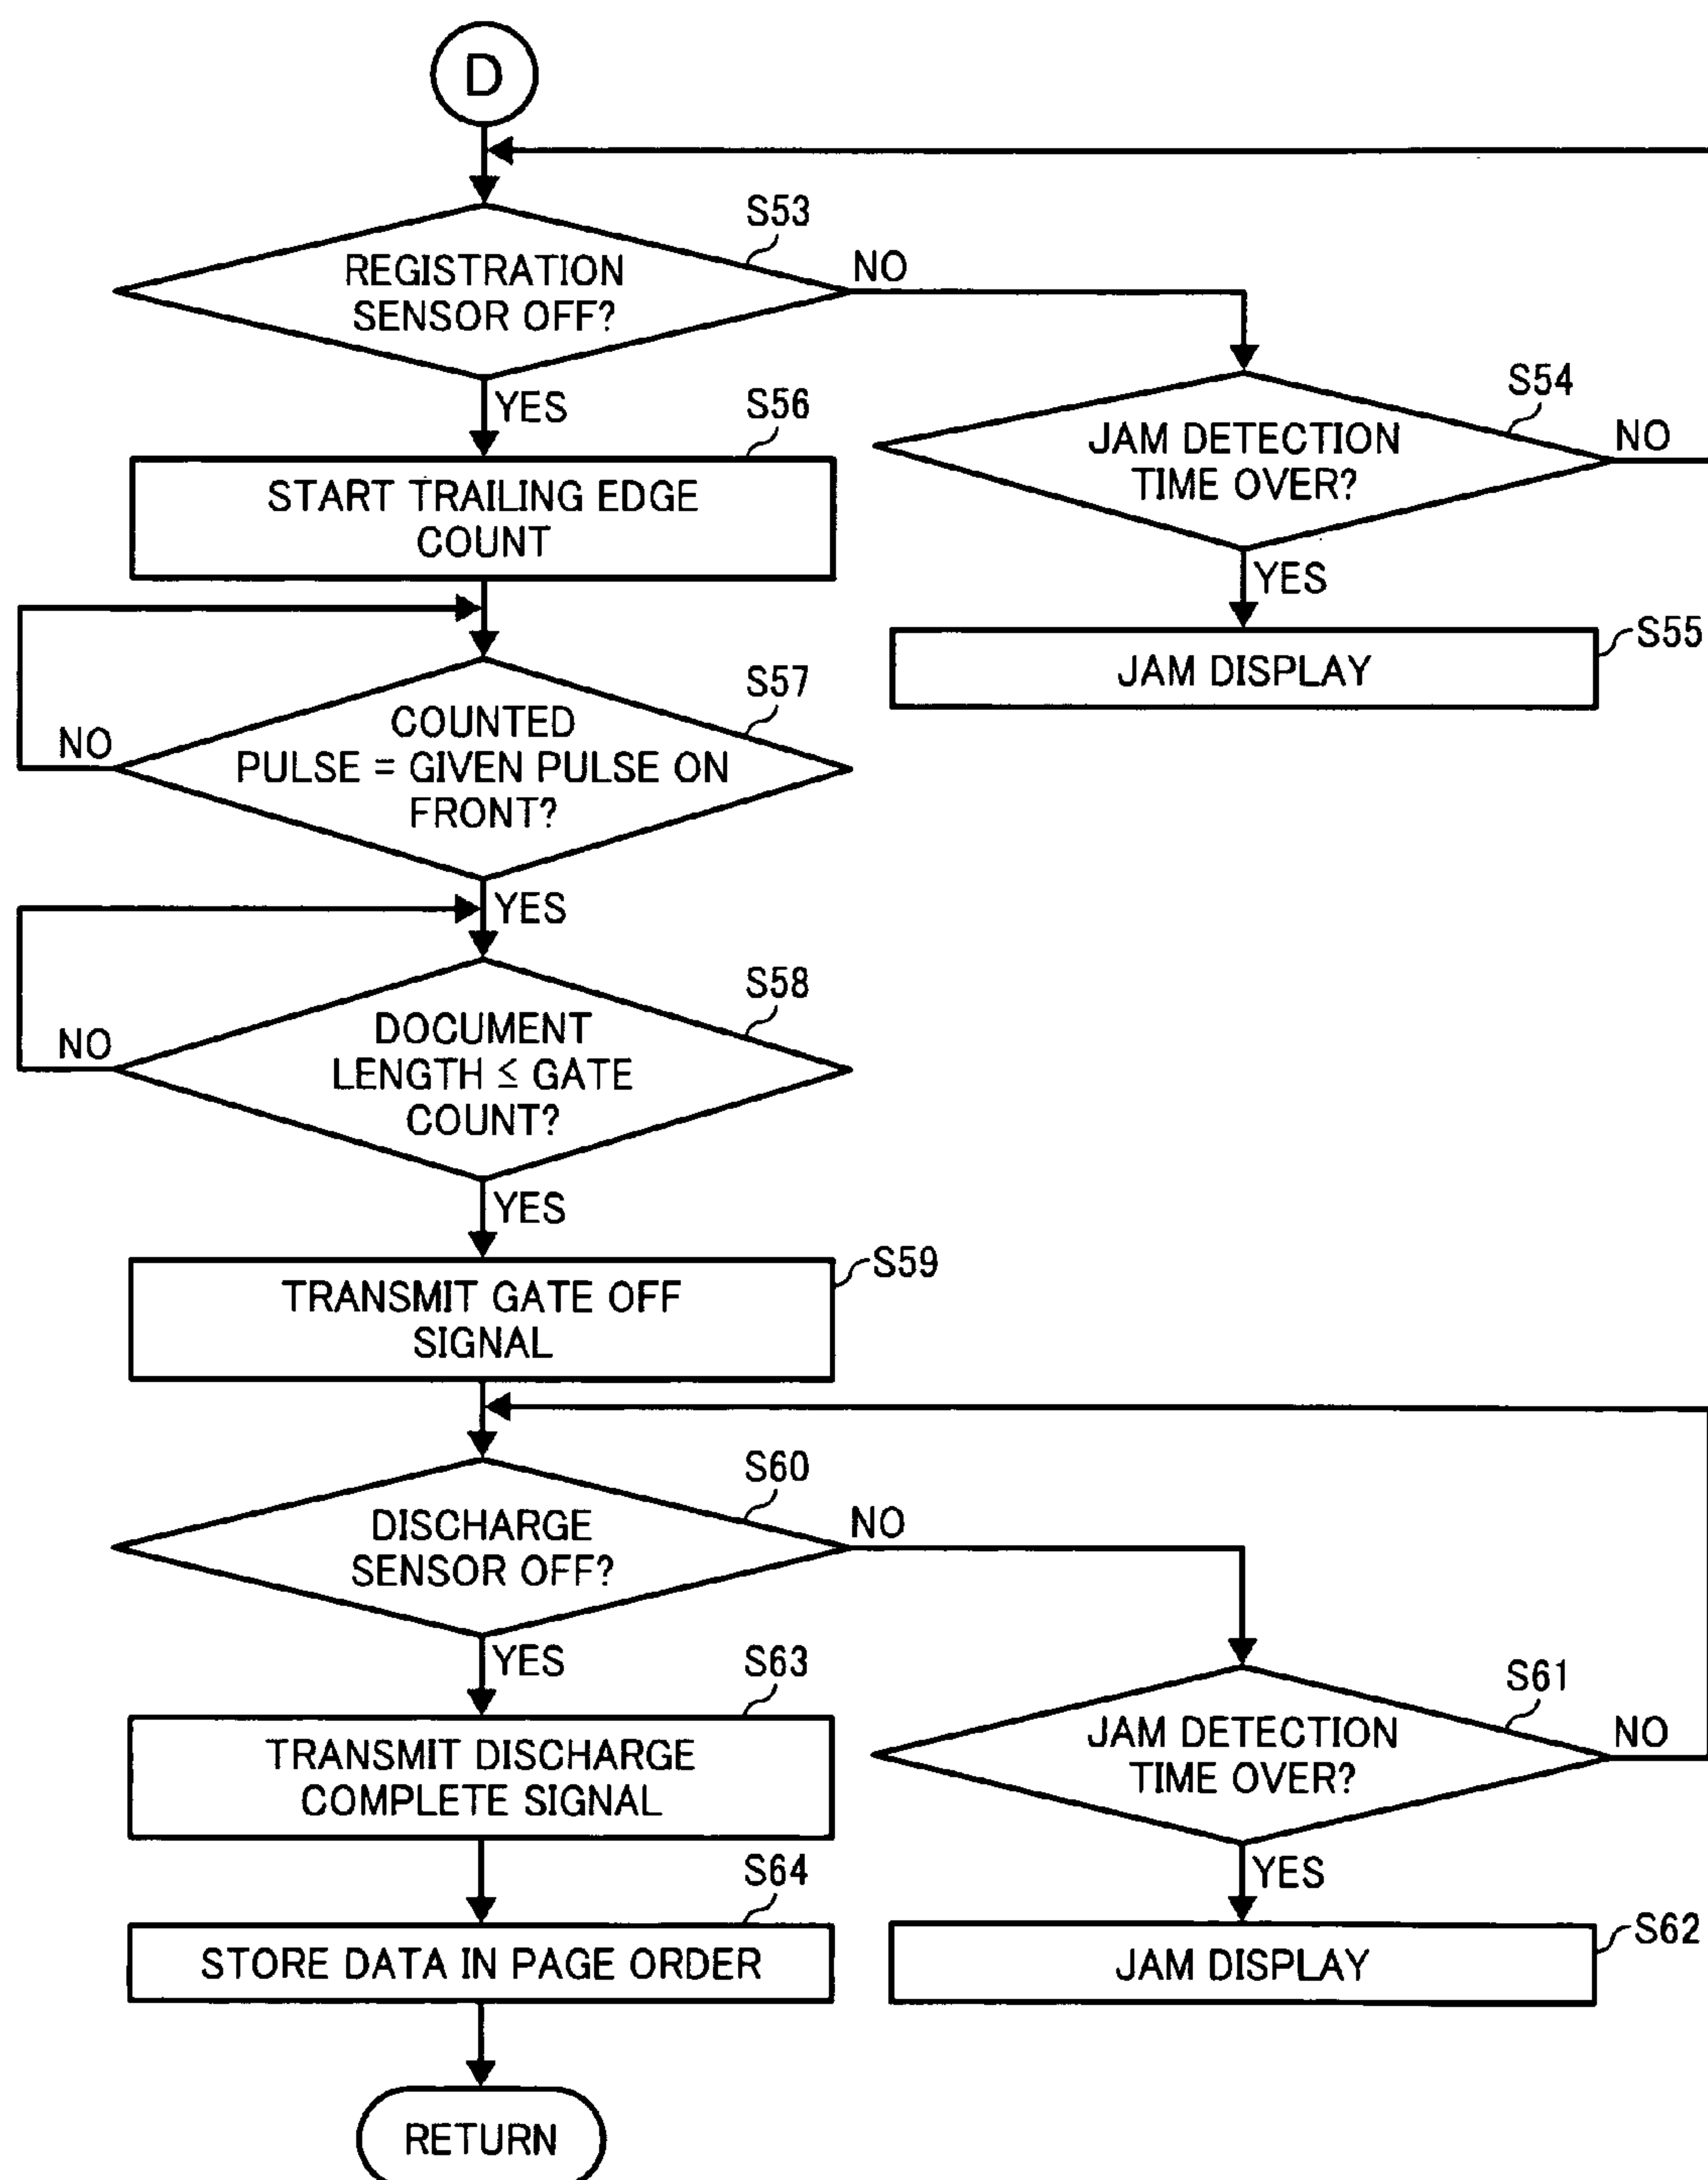 D
S53
REGISTRATION
SENSOR OFF?
NO
YES
S54
JAM DETECTION
TIME OVER?
NO
YES
S55
JAM DISPLAY
S56
START TRAILING EDGE
COUNT
S57
COUNTED
PULSE = GIVEN PULSE ON
FRONT?
NO
YES
S58
DOCUMENT
LENGTH ≤ GATE
COUNT?
NO
YES
S59
TRANSMIT GATE OFF
SIGNAL
S60
DISCHARGE
SENSOR OFF?
NO
YES
S61
JAM DETECTION
TIME OVER?
NO
YES
S62
JAM DISPLAY
S63
TRANSMIT DISCHARGE
COMPLETE SIGNAL
S64
STORE DATA IN PAGE ORDER
RETURN